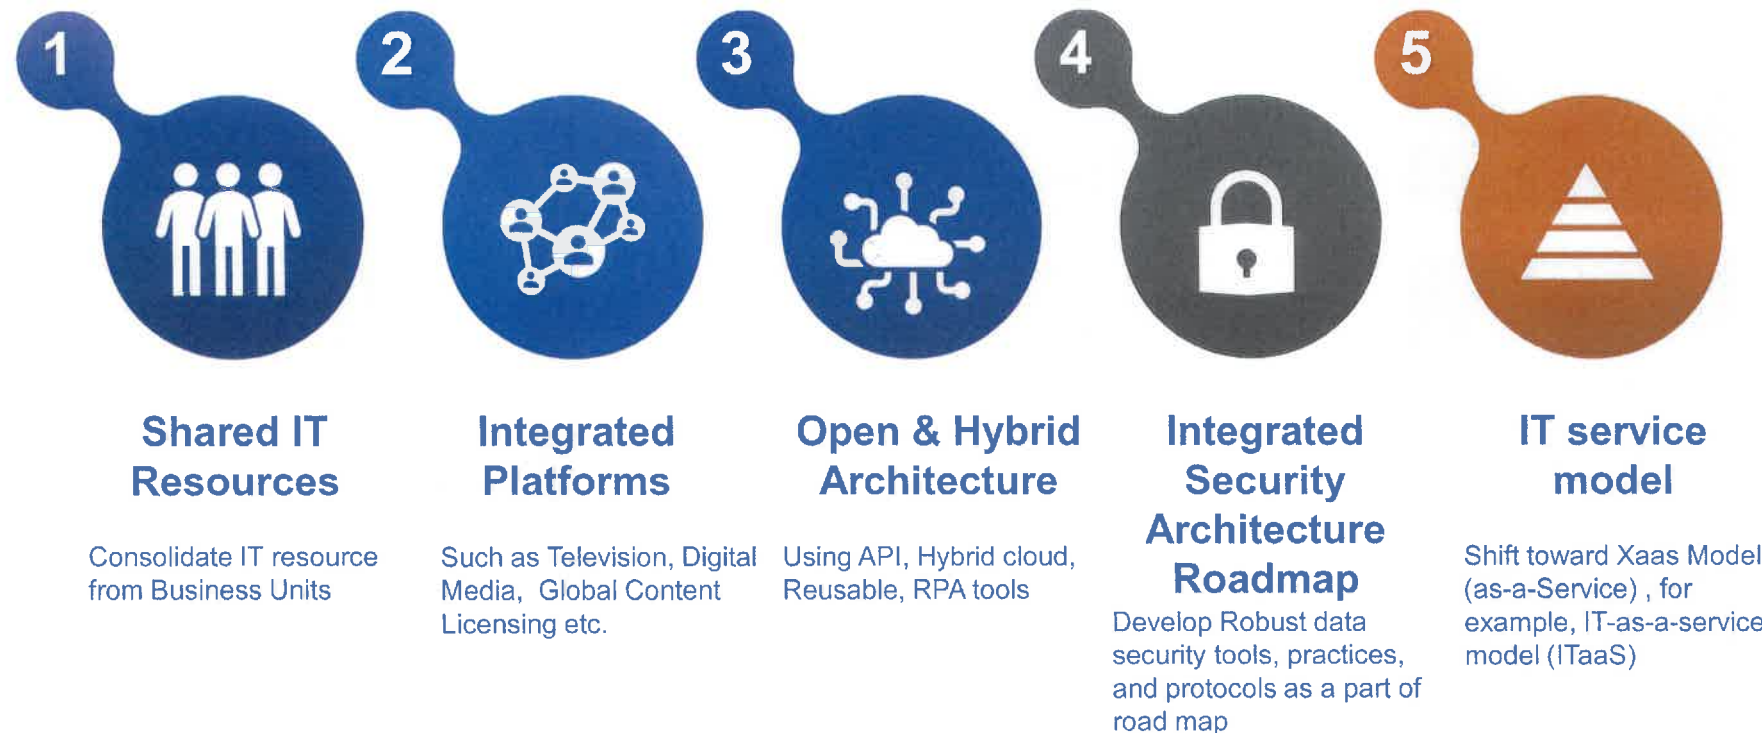 1
Shared IT
Resources
Consolidate IT resource
from Business Units
2
Integrated
Platforms
Such as Television, Digital
Media, Global Content
Licensing etc.
3
Open & Hybrid
Architecture
Using API, Hybrid cloud,
Reusable, RPA tools
4
Integrated
Security
Architecture
Roadmap
Develop Robust data
security tools, practices,
and protocols as a part of
road map
5
IT service
model
Shift toward Xaas Model
(as-a-Service) , for
example, IT-as-a-service
model (ITaaS)